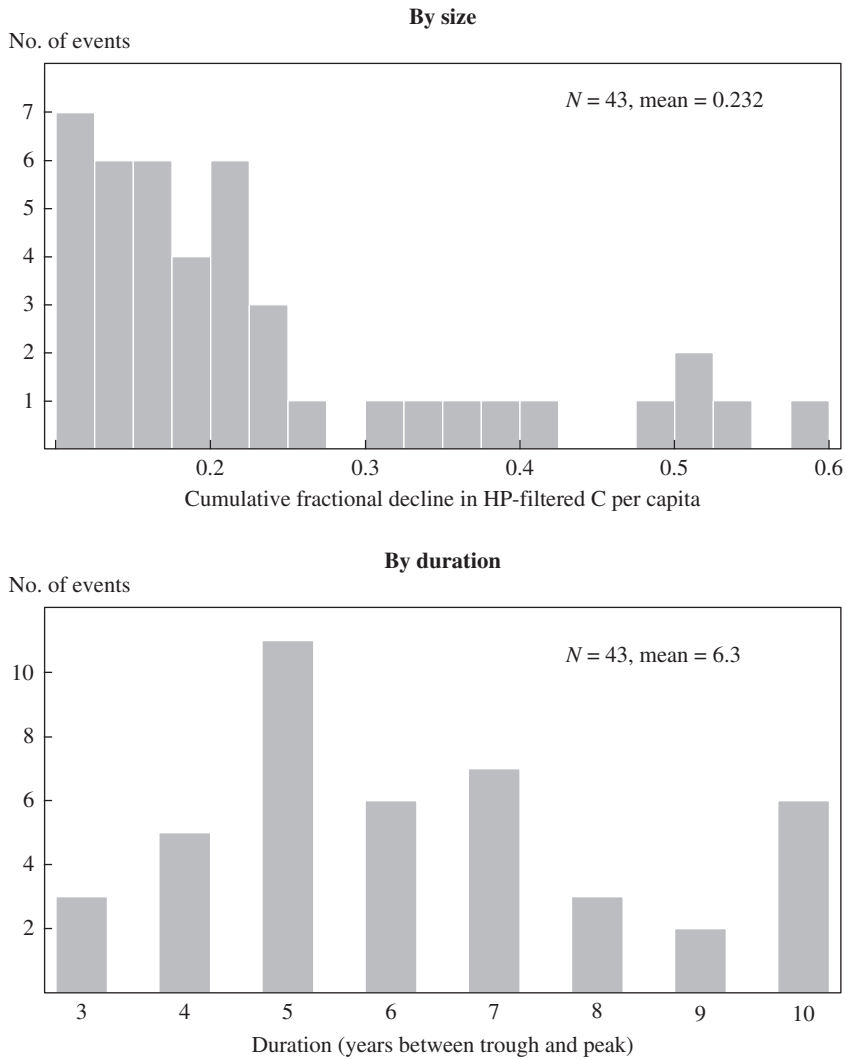 By size
No. of events
N = 43, mean = 0.232
7
6
5
4
3
2
1
0.2 0.3 0.4 0.5 0.6
Cumulative fractional decline in HP-filtered C per capita
By duration
No. of events
N = 43, mean = 6.3
10
8
6
4
2
3 4 5 6 7 8 9 10
Duration (years between trough and peak)